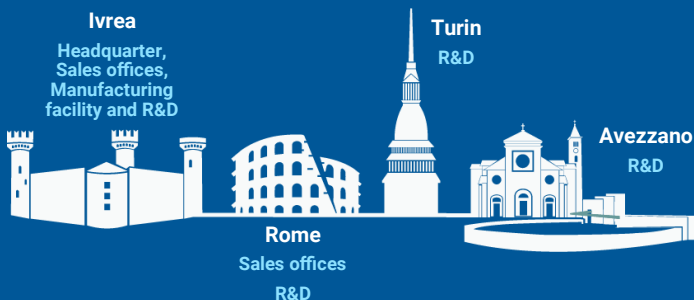 Ivrea
Headquarter,
Sales offices,
Manufacturing
facility and R&D
Turin
R&D
Avezzano
R&D
Rome
Sales offices
R&D